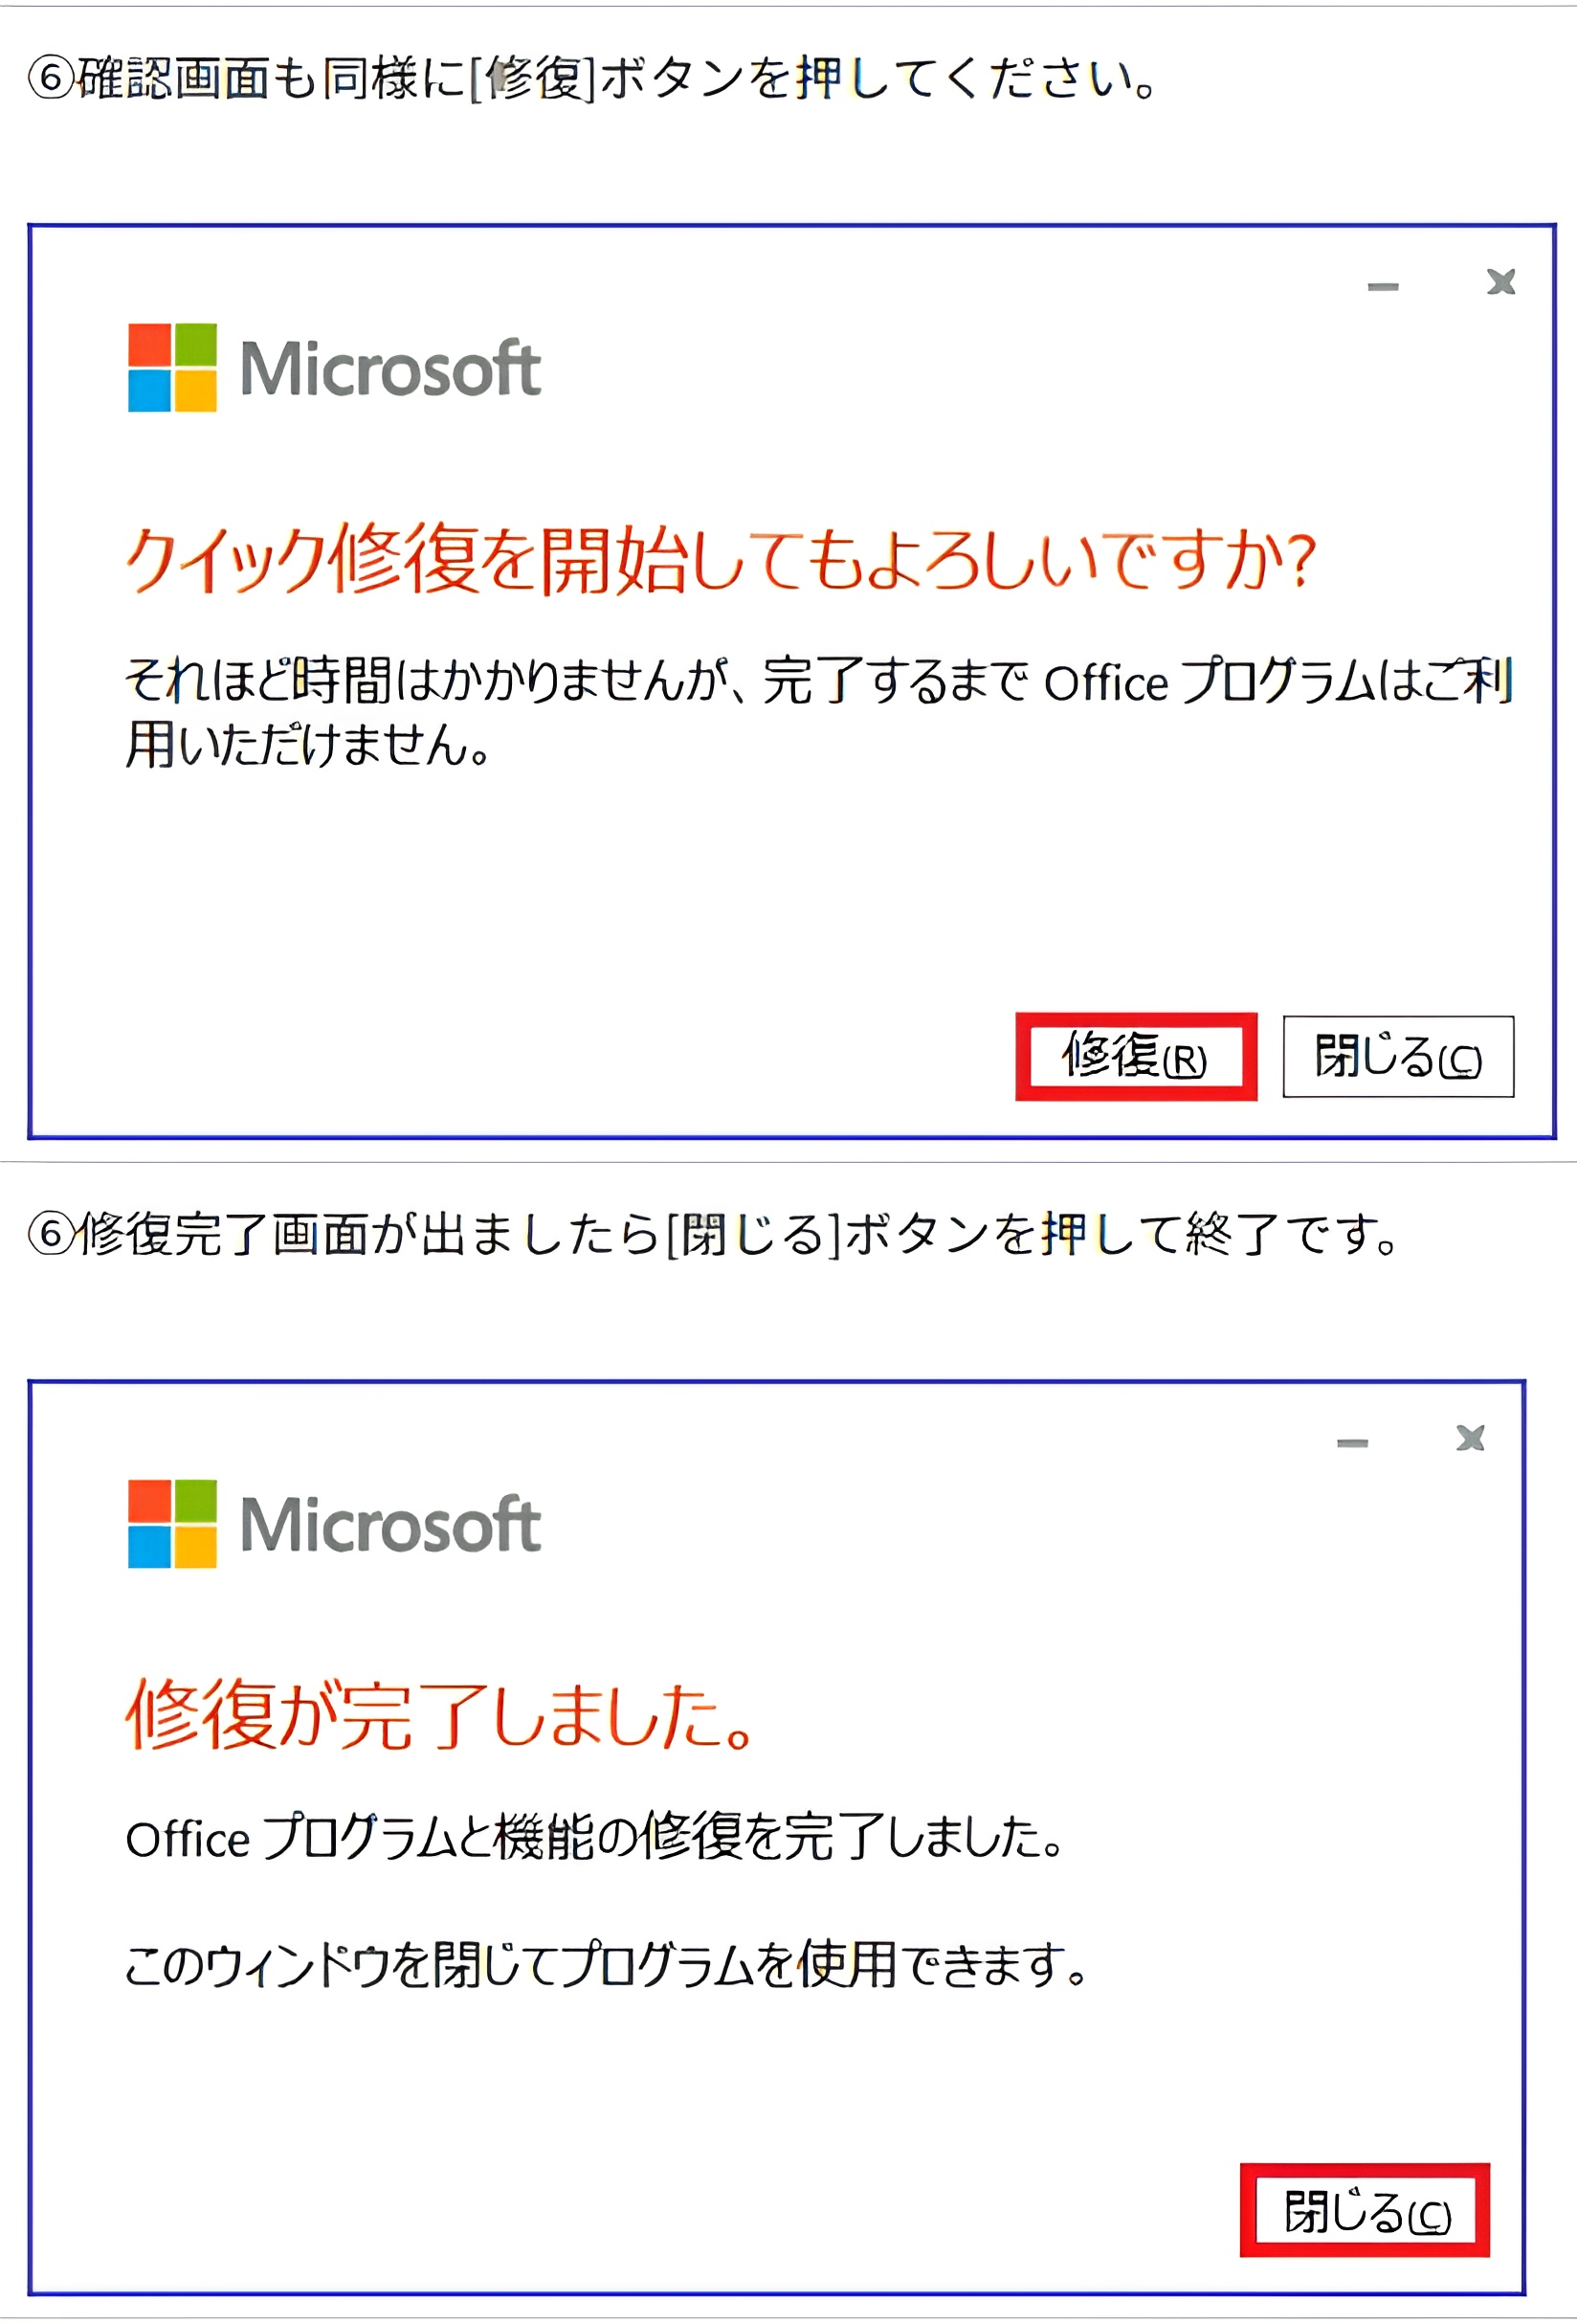 ⑥確認画面も同様に[修復]ボタンを押してください。
Microsoft
クイック修復を開始してもよろしいですか?
それほど時間はかかりませんが、完了するまで Office プログラムはご利
用いただけません。
修復(R) 閉じる(C)
⑥修復完了画面が出ましたら[閉じる]ボタンを押して終了です。
Microsoft
修復が完了しました。
Office プログラムと機能の修復を完了しました。
このウィンドウを閉じてプログラムを使用できます。
閉じる(C)